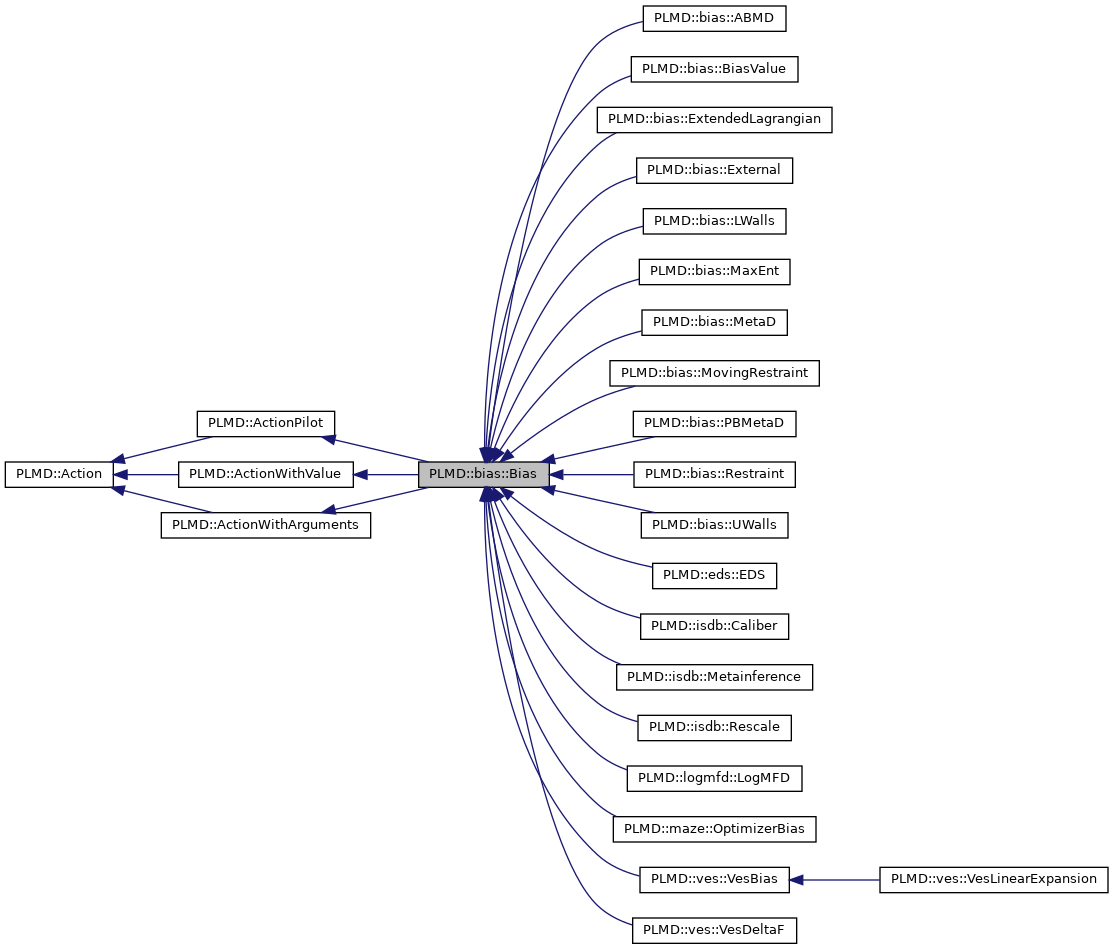 PLMD::bias::ABMD
PLMD::bias::BiasValue
PLMD::bias::ExtendedLagrangian
PLMD::bias::External
PLMD::bias::LWalls
PLMD::bias::MaxEnt
PLMD::bias::MetaD
PLMD::bias::MovingRestraint
PLMD::ActionPilot
PLMD::bias::PBMetaD
PLMD::Action
PLMD::ActionWithValue
PLMD::bias::Bias
PLMD::bias::Restraint
PLMD::ActionWithArguments
PLMD::bias::UWalls
PLMD::eds::EDS
PLMD::isdb::Caliber
PLMD::isdb::Metainference
PLMD::isdb::Rescale
PLMD::logmfd::LogMFD
PLMD::maze::OptimizerBias
PLMD::ves::VesBias
PLMD::ves::VesLinearExpansion
PLMD::ves::VesDeltaF